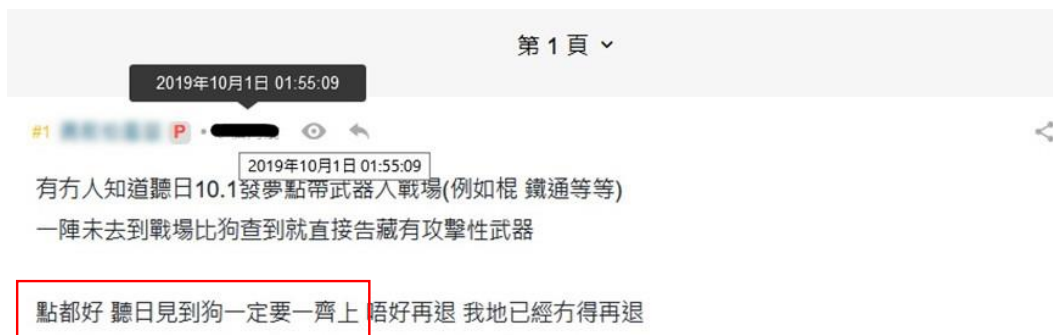 第 1 頁
2019年10月1日 01:55:09
#1 P •
2019年10月1日 01:55:09
有冇人知道聽日10.1發夢點帶武器入戰場(例如棍 鐵通等等)
一陣未去到戰場比狗查到就直接告藏有攻擊性武器
點都好 聽日見到狗一定要一齊上 唔好再退 我地已經冇得再退